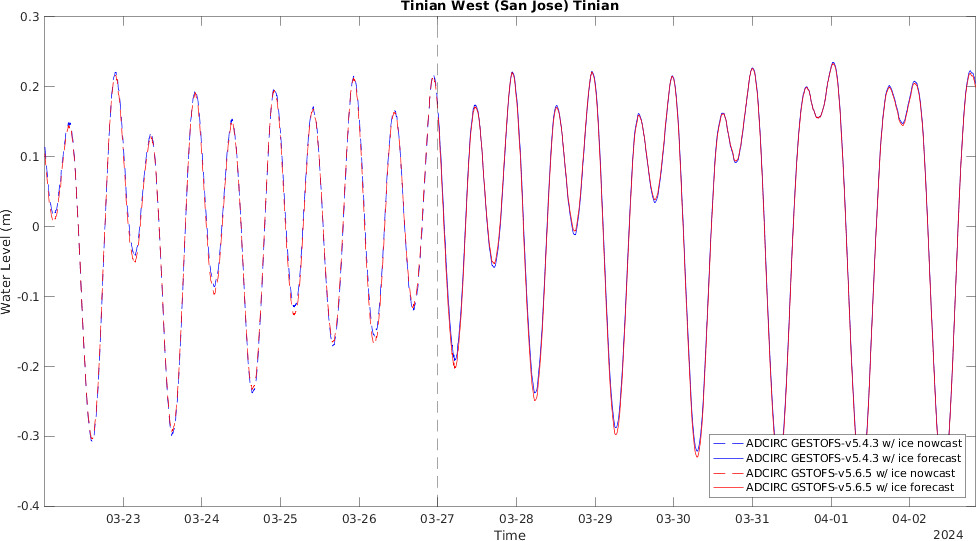 Tinian West (San Jose) Tinian
0.3
0.2
0.1
0
-0.1
-0.2
-0.3
-0.4
Water Level (m)
ADCIRC GESTOFS-v5.4.3 w/ ice nowcast
ADCIRC GESTOFS-v5.4.3 w/ ice forecast
ADCIRC GSTOFS-v5.6.5 w/ ice nowcast
ADCIRC GSTOFS-v5.6.5 w/ ice forecast
03-23 03-24 03-25 03-26 03-27 03-28 03-29 03-30 03-31 04-01 04-02
Time
2024